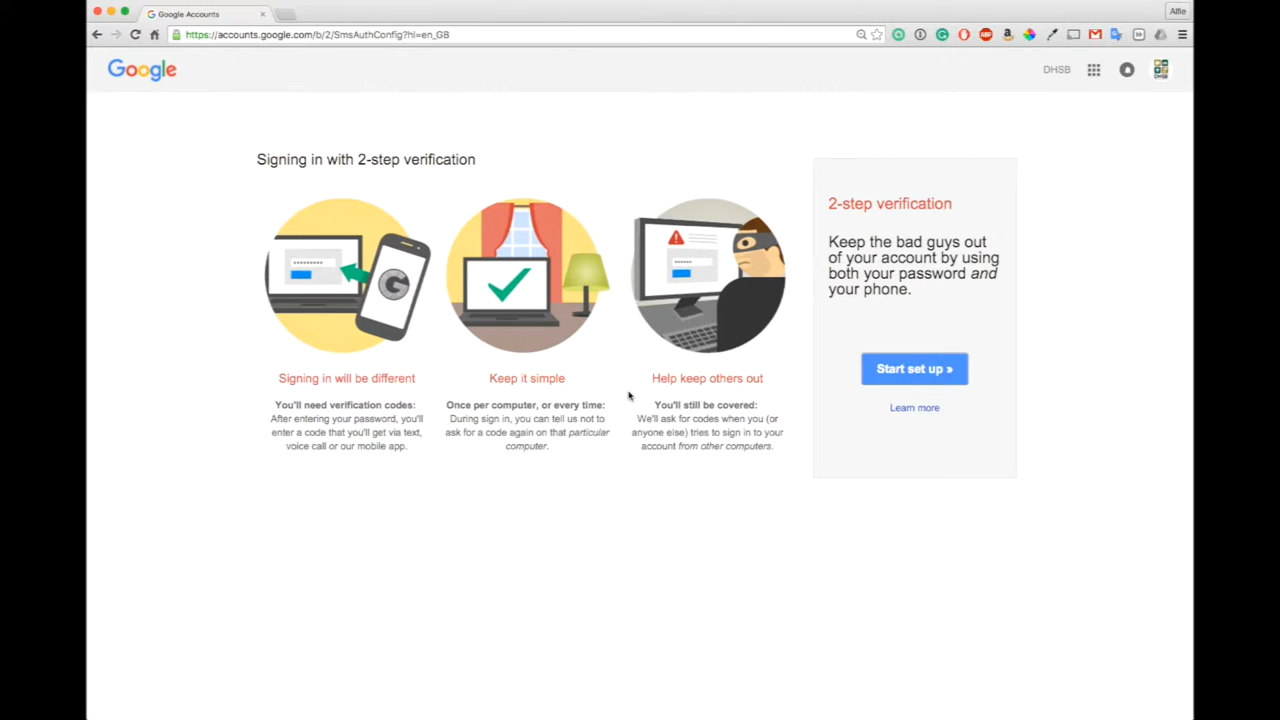 Google Accounts
Alfie
https://accounts.google.com/b/2/SmsAuthConfig?hl=en_GB
ABP
Google
DHSB
DHSB
Signing in with 2-step verification
Signing in will be different
You'll need verification codes:
After entering your password, you'll
enter a code that you'll get via text,
voice call or our mobile app.
Keep it simple
Once per computer, or every time:
During sign in, you can tell us not to
ask for a code again on that particular
computer.
Help keep others out
You'll still be covered:
We'll ask for codes when you (or
anyone else) tries to sign in to your
account from other computers.
2-step verification
Keep the bad guys out
of your account by using
both your password and
your phone.
Start set up »
Learn more